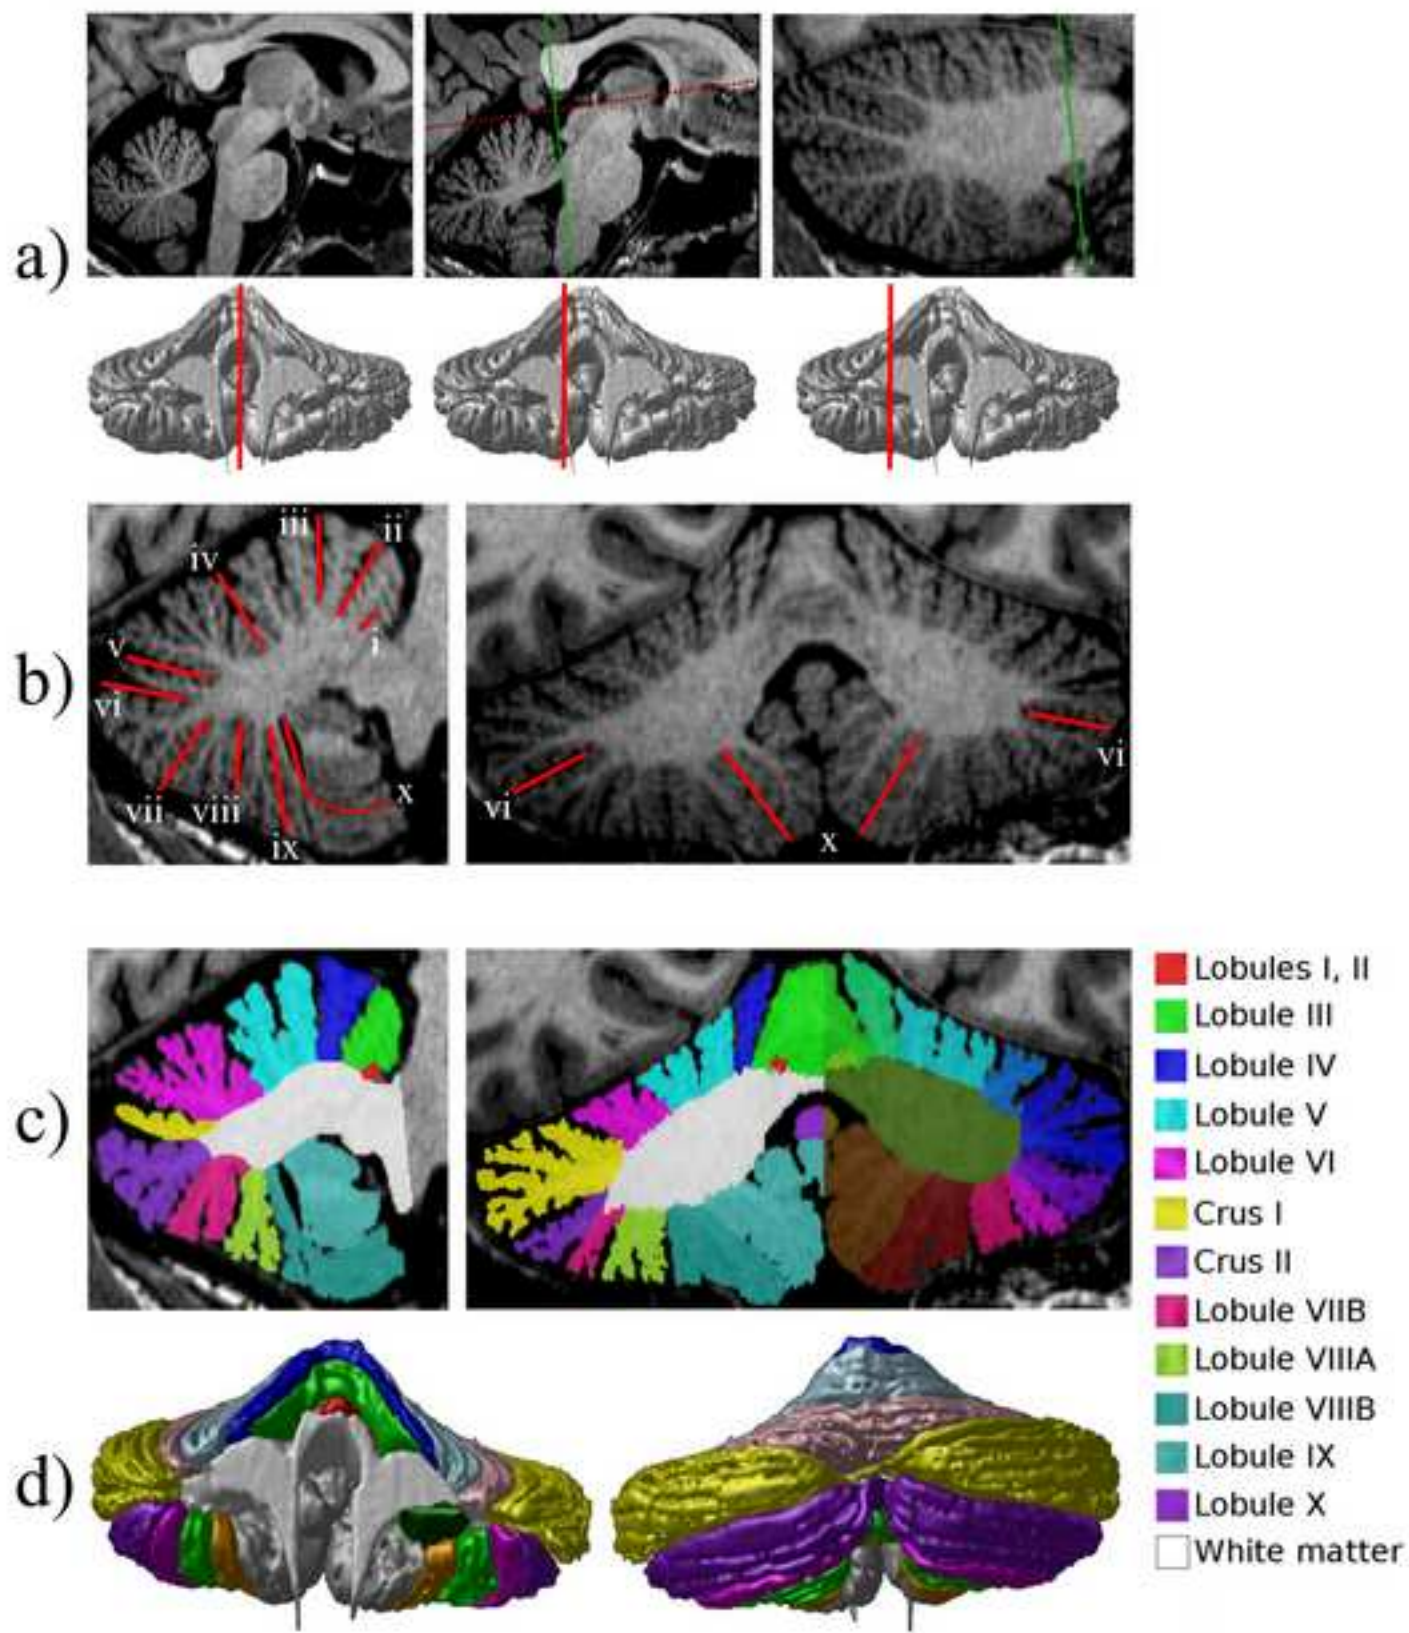 a)
iii
ii
iv
i
v
vi
vii
viii
ix
x
vi
x
vi
b)
c)
Lobules I, II
Lobule III
Lobule IV
Lobule V
Lobule VI
Crus I
Crus II
Lobule VIIB
Lobule VIIIA
Lobule VIIIB
Lobule IX
Lobule X
White matter
d)